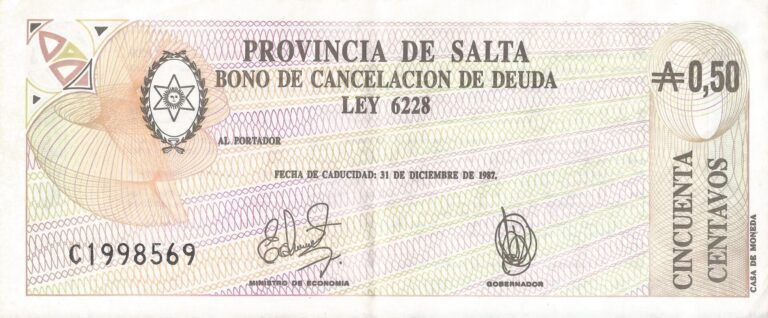 PROVINCIA DE SALTA
BONO DE CANCELACION DE DEUDA
LEY 6228
AL PORTADOR
FECHA DE CADUCIDAD: 31 DE DICIEMBRE DE 1987.
C1998569
MINISTRO DE ECONOMIA
GOBERNADOR
₳ 0,50
CINCUENTA
CENTAVOS
CASA DE MONEDA